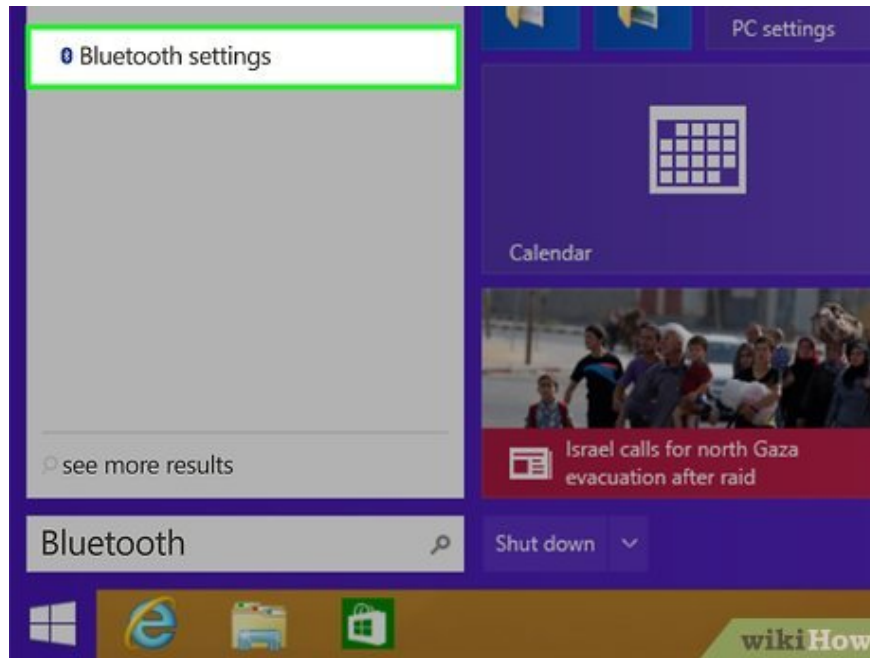 Bluetooth settings
see more results
Bluetooth
PC settings
Calendar
Israel calls for north Gaza
evacuation after raid
Shut down
wikiHow